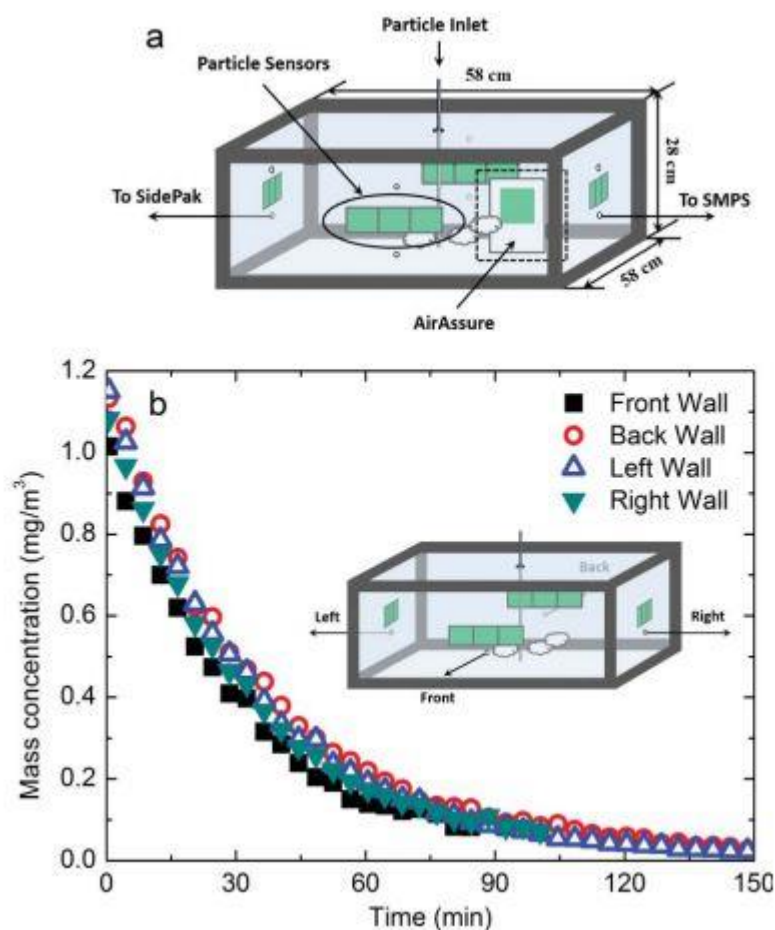 a
Particle Inlet
Particle Sensors
58 cm
28 cm
To SidePak
To SMPS
58 cm
AirAssure
b
1.2
1.0
0.8
0.6
0.4
0.2
0.0
Mass concentration (mg/m³)
Front Wall
Back Wall
Left Wall
Right Wall
Back
Left
Right
Front
0
30
60
90
120
150
Time (min)